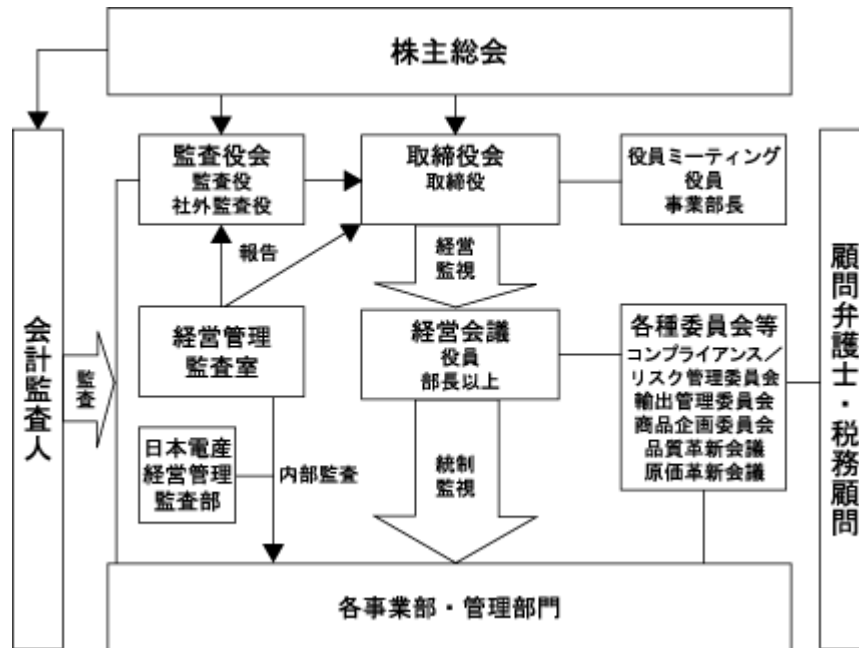 株主総会
監査役会
監査役
社外監査役
取締役会
取締役
役員ミーティング
役員
事業部長
報告
経営
監視
会計監査人
監査
経営管理
監査室
経営会議
役員
部長以上
各種委員会等
コンプライアンス／
リスク管理委員会
輸出管理委員会
商品企画委員会
品質革新会議
原価革新会議
顧問弁護士・税務顧問
日本電産
経営管理
監査部
内部監査
統制
監視
各事業部・管理部門